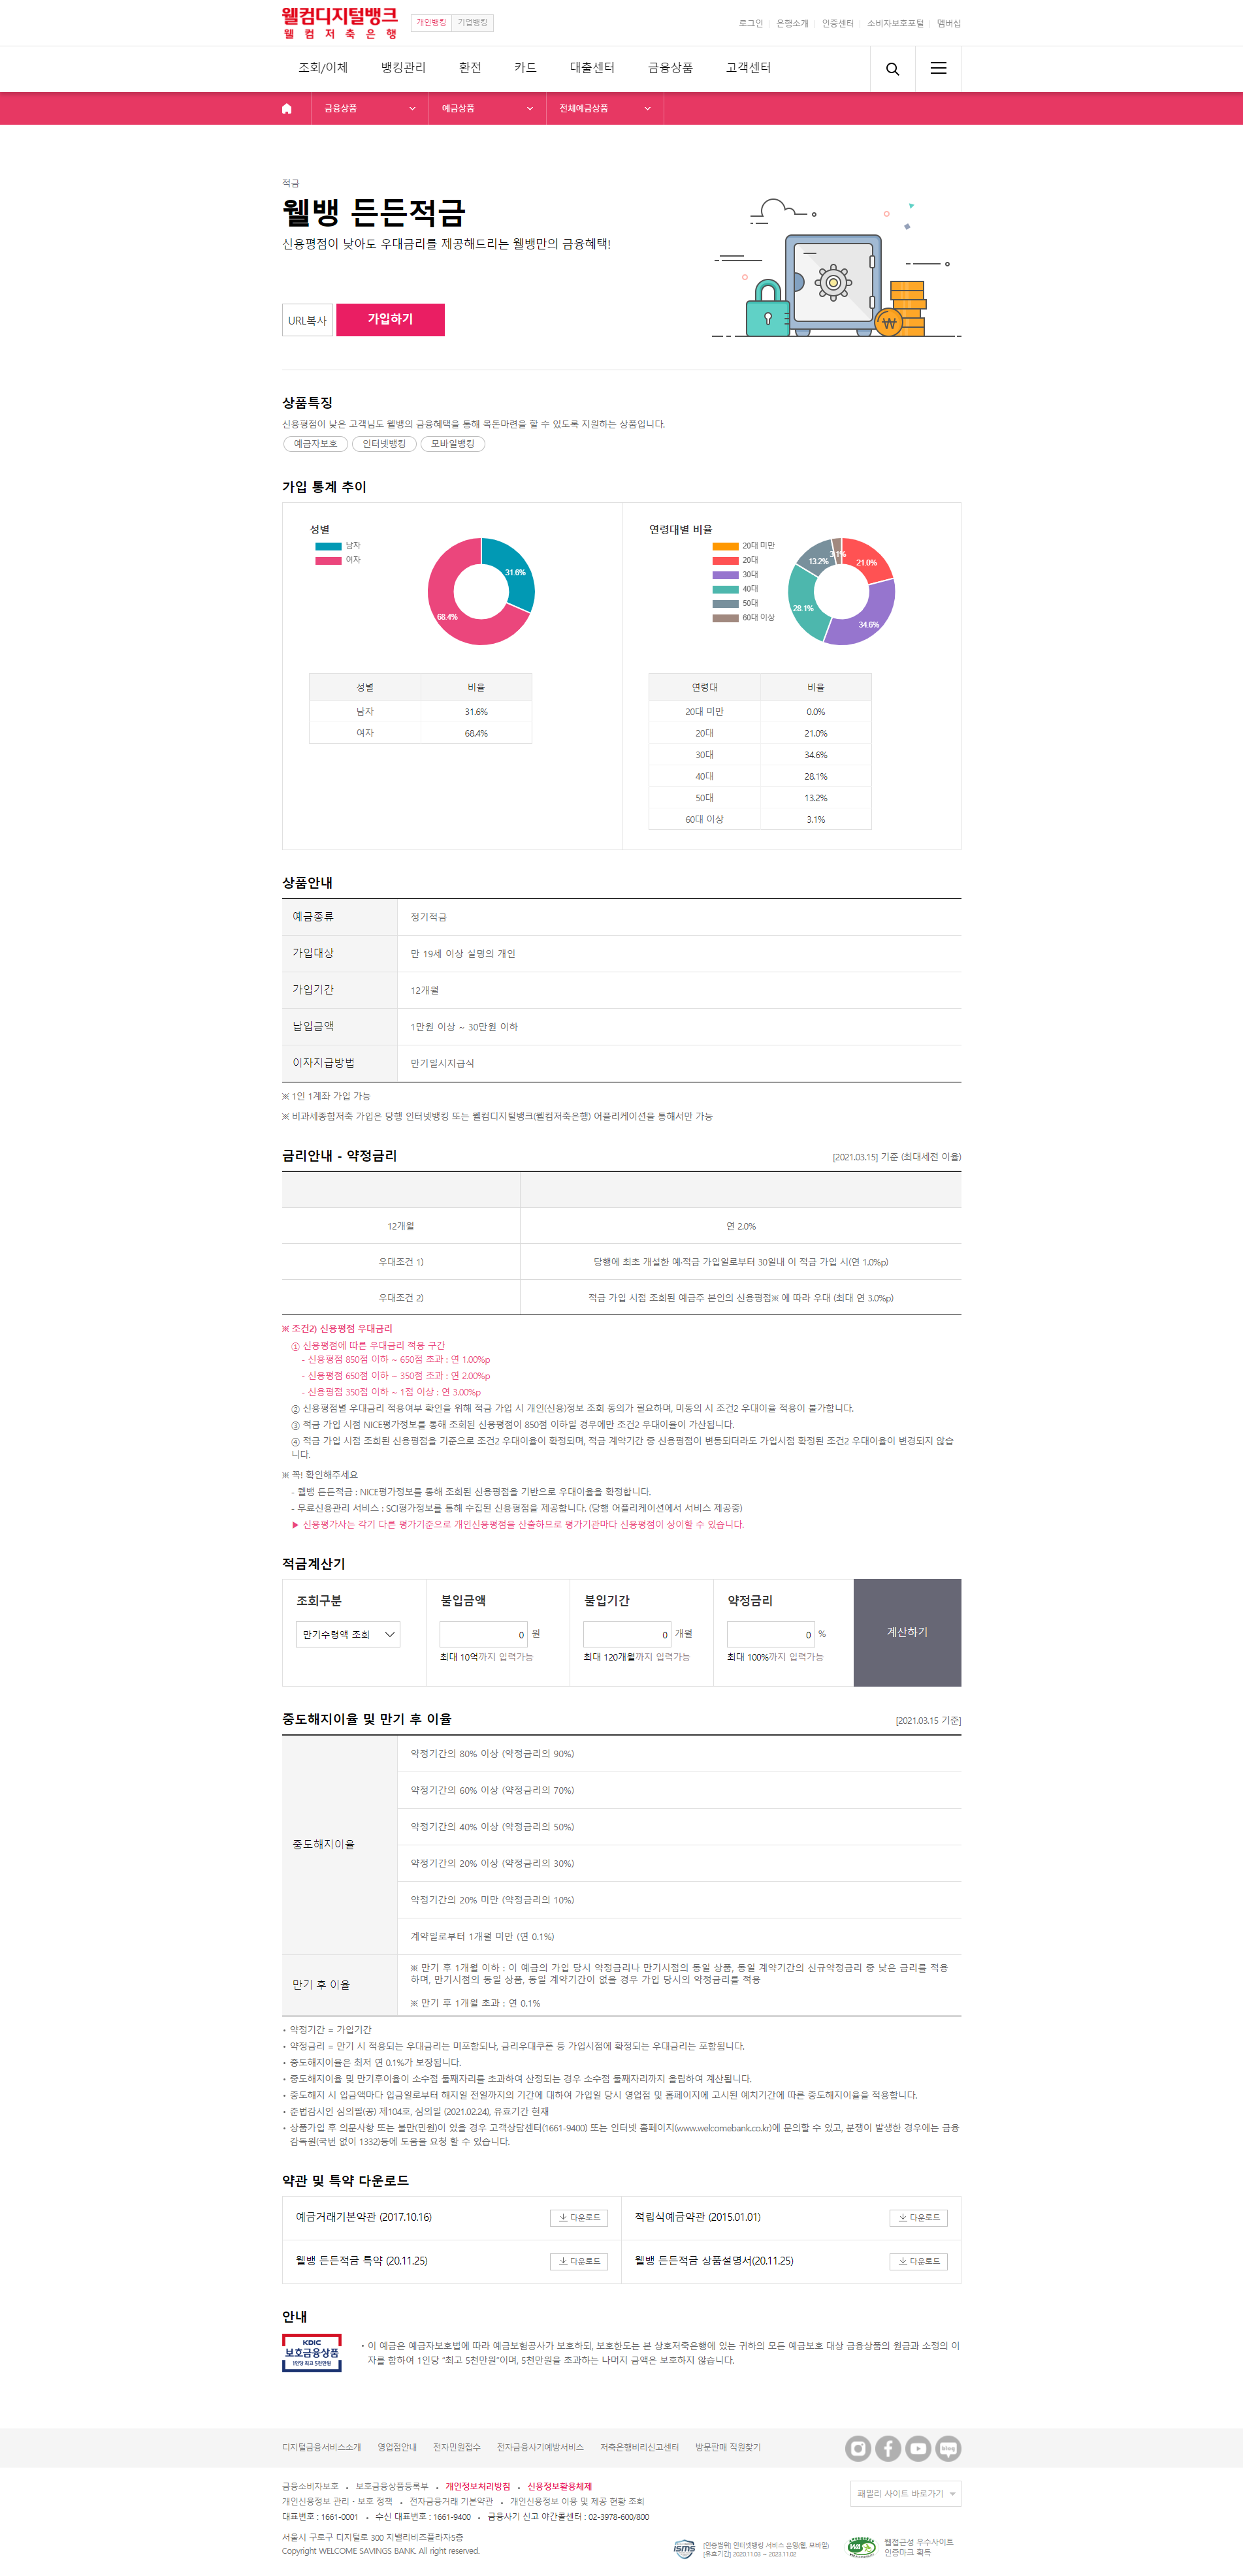 웰컴디지털뱅크
웰컴저축은행
개인뱅킹 기업뱅킹
로그인 은행소개 인증센터 소비자보호포털 멤버십
조회/이체 뱅킹관리 환전 카드 대출센터 금융상품 고객센터
금융상품 예금상품 전체예금상품
적금
웰뱅 든든적금
신용평점이 낮아도 우대금리를 제공해드리는 웰뱅만의 금융혜택!
URL복사 가입하기
상품특징
신용평점이 낮은 고객님도 웰뱅의 금융혜택을 통해 목돈마련을 할 수 있도록 지원하는 상품입니다.
예금자보호 인터넷뱅킹 모바일뱅킹
가입 통계 추이
성별
남자
여자
31.6%
68.4%
연령대별 비율
20대 미만
20대
30대
40대
50대
60대 이상
3.1%
13.2%
21.0%
28.1%
34.6%
성별 비율
남자 31.6%
여자 68.4%
연령대 비율
20대 미만 0.0%
20대 21.0%
30대 34.6%
40대 28.1%
50대 13.2%
60대 이상 3.1%
상품안내
예금종류 정기적금
가입대상 만 19세 이상 실명의 개인
가입기간 12개월
납입금액 1만원 이상 ~ 30만원 이하
이자지급방법 만기일시지급식
※ 1인 1계좌 가입 가능
※ 비과세종합저축 가입은 당행 인터넷뱅킹 또는 웰컴디지털뱅크(웰컴저축은행) 어플리케이션을 통해서만 가능
금리안내 - 약정금리 [2021.03.15] 기준 (최대세전 이율)
12개월 연 2.0%
우대조건 1) 당행에 최초 개설한 예·적금 가입일로부터 30일내 이 적금 가입 시(연 1.0%p)
우대조건 2) 적금 가입 시점 조회된 예금주 본인의 신용평점※ 에 따라 우대 (최대 연 3.0%p)
※ 조건2) 신용평점 우대금리
① 신용평점에 따른 우대금리 적용 구간
- 신용평점 850점 이하 ~ 650점 초과 : 연 1.00%p
- 신용평점 650점 이하 ~ 350점 초과 : 연 2.00%p
- 신용평점 350점 이하 ~ 1점 이상 : 연 3.00%p
② 신용평점별 우대금리 적용여부 확인을 위해 적금 가입 시 개인(신용)정보 조회 동의가 필요하며, 미동의 시 조건2 우대이율 적용이 불가합니다.
③ 적금 가입 시점 NICE평가정보를 통해 조회된 신용평점이 850점 이하일 경우에만 조건2 우대이율이 가산됩니다.
④ 적금 가입 시점 조회된 신용평점을 기준으로 조건2 우대이율이 확정되며, 적금 계약기간 중 신용평점이 변동되더라도 가입시점 확정된 조건2 우대이율이 변경되지 않습
니다.
※ 꼭! 확인해주세요
- 웰뱅 든든적금 : NICE평가정보를 통해 조회된 신용평점을 기반으로 우대이율을 확정합니다.
- 무료신용관리 서비스 : SCI평가정보를 통해 수집된 신용평점을 제공합니다. (당행 어플리케이션에서 서비스 제공중)
▶ 신용평가사는 각기 다른 평가기준으로 개인신용평점을 산출하므로 평가기관마다 신용평점이 상이할 수 있습니다.
적금계산기
조회구분 불입금액 불입기간 약정금리
만기수령액 조회 0 원 0 개월 0 % 계산하기
최대 10억까지 입력가능 최대 120개월까지 입력가능 최대 100%까지 입력가능
중도해지이율 및 만기 후 이율 [2021.03.15 기준]
중도해지이율
약정기간의 80% 이상 (약정금리의 90%)
약정기간의 60% 이상 (약정금리의 70%)
약정기간의 40% 이상 (약정금리의 50%)
약정기간의 20% 이상 (약정금리의 30%)
약정기간의 20% 미만 (약정금리의 10%)
계약일로부터 1개월 미만 (연 0.1%)
만기 후 이율
※ 만기 후 1개월 이하 : 이 예금의 가입 당시 약정금리나 만기시점의 동일 상품, 동일 계약기간의 신규약정금리 중 낮은 금리를 적용
하며, 만기시점의 동일 상품, 동일 계약기간이 없을 경우 가입 당시의 약정금리를 적용
※ 만기 후 1개월 초과 : 연 0.1%
• 약정기간 = 가입기간
• 약정금리 = 만기 시 적용되는 우대금리는 미포함되나, 금리우대쿠폰 등 가입시점에 확정되는 우대금리는 포함됩니다.
• 중도해지이율은 최저 연 0.1%가 보장됩니다.
• 중도해지이율 및 만기후이율이 소수점 둘째자리를 초과하여 산정되는 경우 소수점 둘째자리까지 올림하여 계산됩니다.
• 중도해지 시 입금액마다 입금일로부터 해지일 전일까지의 기간에 대하여 가입일 당시 영업점 및 홈페이지에 고시된 예치기간에 따른 중도해지이율을 적용합니다.
• 준법감시인 심의필(공) 제104호, 심의일 (2021.02.24), 유효기간 현재
• 상품가입 후 의문사항 또는 불만(민원)이 있을 경우 고객상담센터(1661-9400) 또는 인터넷 홈페이지(www.welcomebank.co.kr)에 문의할 수 있고, 분쟁이 발생한 경우에는 금융
감독원(국번 없이 1332)등에 도움을 요청 할 수 있습니다.
약관 및 특약 다운로드
예금거래기본약관 (2017.10.16) 다운로드 적립식예금약관 (2015.01.01) 다운로드
웰뱅 든든적금 특약 (20.11.25) 다운로드 웰뱅 든든적금 상품설명서(20.11.25) 다운로드
안내
KDIC
보호금융상품
1인당 최고 5천만원
• 이 예금은 예금자보호법에 따라 예금보험공사가 보호하되, 보호한도는 본 상호저축은행에 있는 귀하의 모든 예금보호 대상 금융상품의 원금과 소정의 이
자를 합하여 1인당 "최고 5천만원"이며, 5천만원을 초과하는 나머지 금액은 보호하지 않습니다.
디지털금융서비스소개 영업점안내 전자민원접수 전자금융사기예방서비스 저축은행비리신고센터 방문판매 직원찾기
blog
금융소비자보호 • 보호금융상품등록부 • 개인정보처리방침 • 신용정보활용체제
개인신용정보 관리 • 보호 정책 • 전자금융거래 기본약관 • 개인신용정보 이용 및 제공 현황 조회
대표번호 : 1661-0001 • 수신 대표번호 : 1661-9400 • 금융사기 신고 야간콜센터 : 02-3978-600/800
패밀리 사이트 바로가기
서울시 구로구 디지털로 300 지밸리비즈플라자5층
Copyright WELCOME SAVINGS BANK. All right reserved.
isms
[인증범위] 인터넷뱅킹 서비스 운영(웹, 모바일)
[유효기간] 2020.11.03 ~ 2023.11.02
WA
웹접근성 우수사이트
인증마크 획득